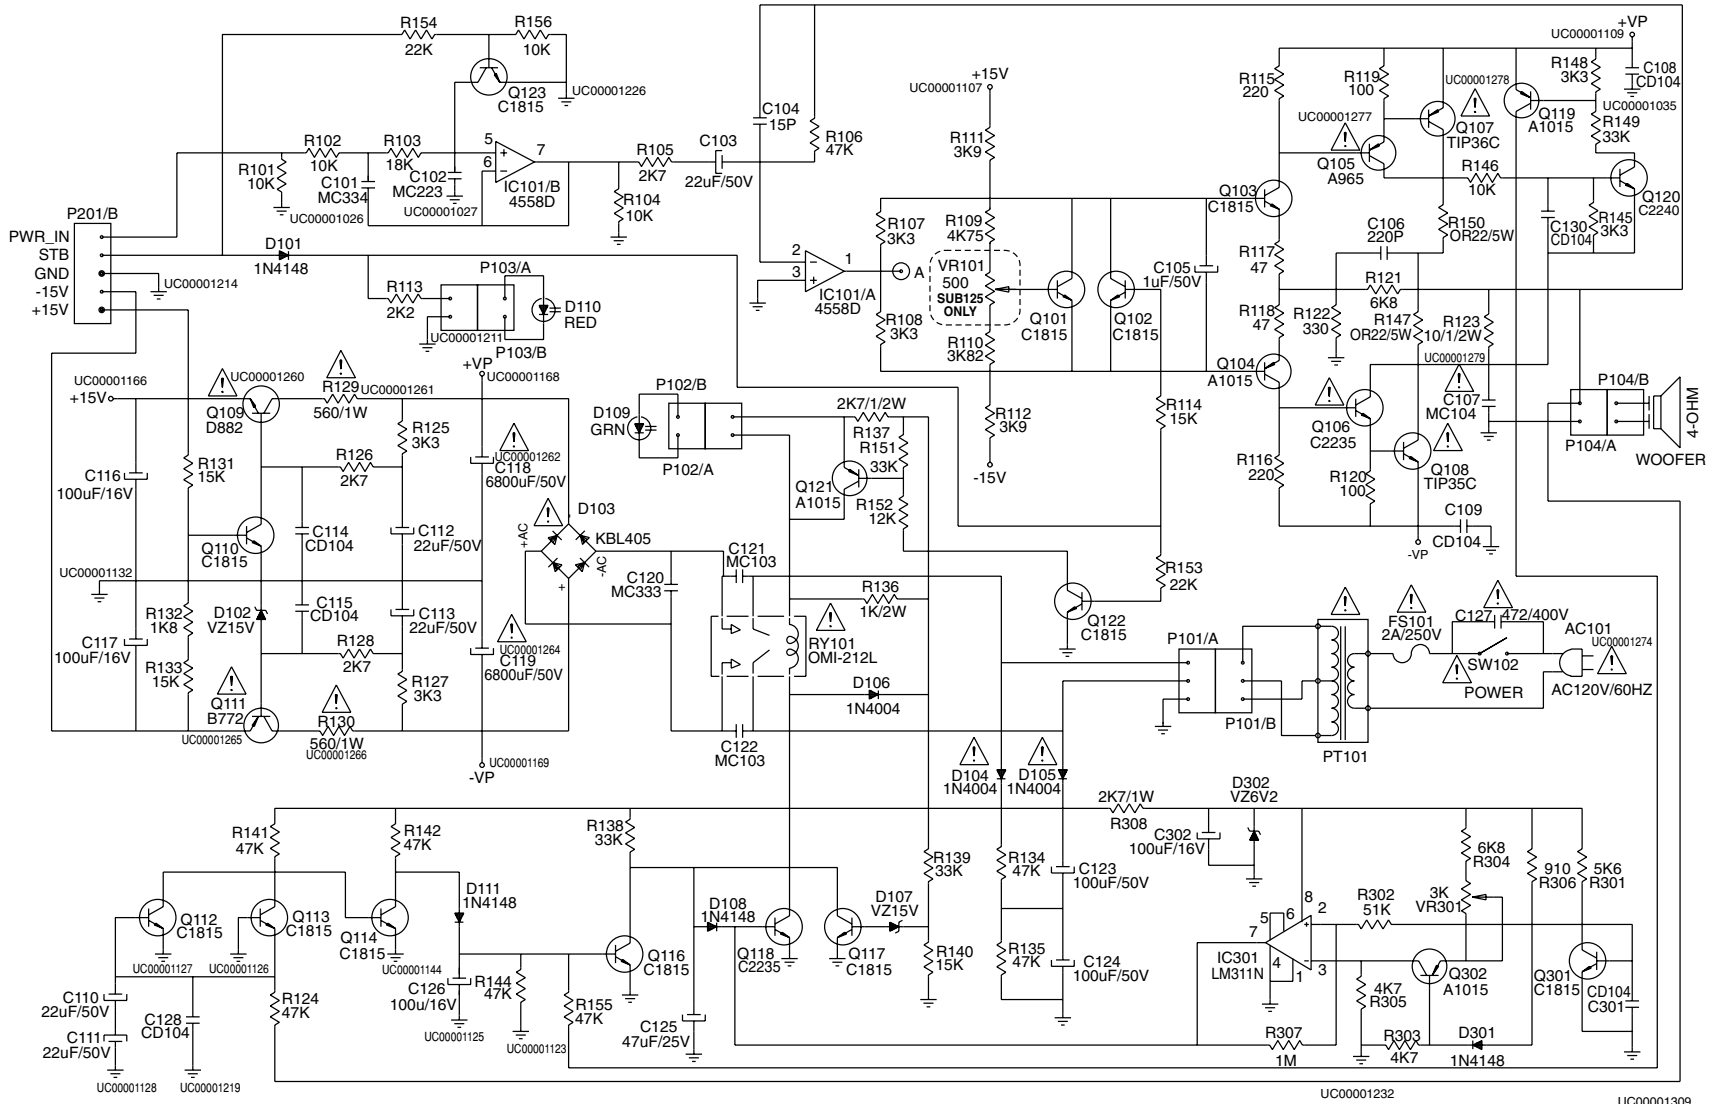 R154
22K
R156
10K
Q123
C1815
UC00001226
R102
10K
R103
18K
R101
10K
C101
MC334
UC00001026
C102
MC223
UC00001027
5
6
7
IC101/B
4558D
R105
2K7
C103
22uF/50V
R104
10K
C104
15P
R106
47K
UC00001107
+15V
R111
3K9
R107
3K3
R109
4K75
VR101
500
SUB125
ONLY
R108
3K3
R110
3K82
R112
3K9
-15V
2
3
1
A
IC101/A
4558D
Q101
C1815
Q102
C1815
C105
1uF/50V
R115
220
Q103
C1815
R117
47
R118
47
Q104
A1015
R116
220
R119
100
UC00001277
Q105
A965
UC00001278
Q107
TIP36C
Q119
A1015
UC00001109
+VP
R148
3K3
C108
CD104
UC00001035
R149
33K
R146
10K
Q120
C2240
C106
220P
R150
OR22/5W
C130
CD104
R145
3K3
R121
6K8
R122
330
R147
OR22/5W
R123
10/1/2W
UC00001279
Q106
C2235
C107
MC104
Q108
TIP35C
R120
100
C109
CD104
-VP
P104/B
P104/A
4-OHM
WOOFER
P201/B
PWR_IN
STB
GND
-15V
+15V
UC00001214
D101
1N4148
R113
2K2
P103/A
P103/B
UC00001211
D110
RED
UC00001166
+15V
UC00001260
Q109
D882
R129
560/1W
UC00001261
+VP
UC00001168
R125
3K3
R126
2K7
C116
100uF/16V
R131
15K
UC00001262
C118
6800uF/50V
Q110
C1815
C114
CD104
C112
22uF/50V
UC00001132
R132
1K8
D102
VZ15V
C115
CD104
C113
22uF/50V
C117
100uF/16V
R133
15K
R128
2K7
UC00001264
C119
6800uF/50V
R127
3K3
Q111
B772
UC00001265
R130
560/1W
UC00001266
UC00001169
-VP
D103
KBL405
+AC
-AC
+
D109
GRN
P102/B
P102/A
2K7/1/2W
R137
R151
33K
Q121
A1015
R152
12K
R114
15K
R153
22K
Q122
C1815
C120
MC333
C121
MC103
R136
1K/2W
RY101
OMI-212L
D106
1N4004
C122
MC103
P101/A
P101/B
PT101
FS101
2A/250V
C127
472/400V
SW102
POWER
AC101
UC00001274
AC120V/60HZ
D104
1N4004
D105
1N4004
2K7/1W
R308
C302
100uF/16V
D302
VZ6V2
R141
47K
R142
47K
R138
33K
R139
33K
R134
47K
C123
100uF/50V
D111
1N4148
Q112
C1815
UC00001127
Q113
C1815
UC00001126
Q114
C1815
UC00001144
C126
100u/16V
UC00001125
R144
47K
UC00001123
Q116
C1815
D108
1N4148
Q118
C2235
D107
VZ15V
Q117
C1815
R140
15K
R135
47K
C124
100uF/50V
C110
22uF/50V
C111
22uF/50V
UC00001128
C128
CD104
UC00001219
R124
47K
R155
47K
C125
47uF/25V
5
6
8
2
7
4
1
3
IC301
LM311N
R302
51K
6K8
R304
3K
VR301
910
R306
5K6
R301
Q302
A1015
Q301
C1815
CD104
C301
4K7
R305
R307
1M
R303
4K7
D301
1N4148
UC00001232
UC00001309